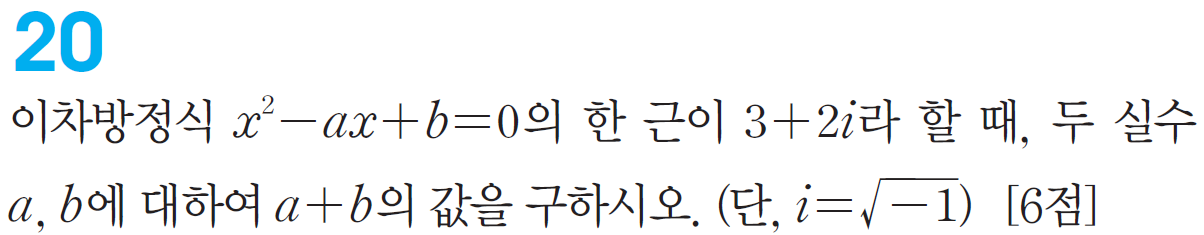 20
이차방정식 x²-ax+b=0의 한 근이 3+2i라 할 때, 두 실수
a, b에 대하여 a+b의 값을 구하시오. (단, i=√-1) [6점]